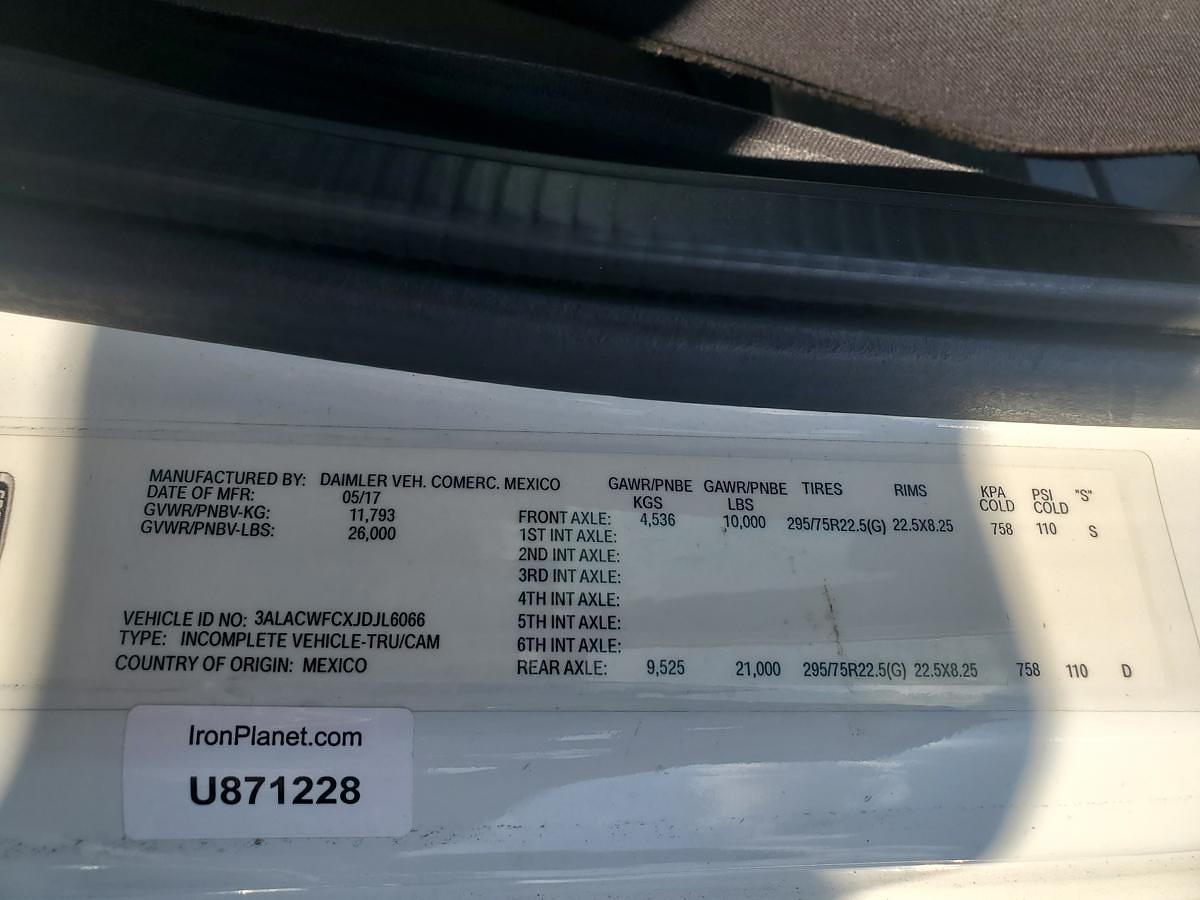 MANUFACTURED BY: DAIMLER VEH. COMERC. MEXICO
DATE OF MFR: 05/17
GVWR/PNBV-KG: 11,793
GVWR/PNBV-LBS: 26,000
VEHICLE ID NO: 3ALACWFCXJDJL6066
TYPE: INCOMPLETE VEHICLE-TRU/CAM
COUNTRY OF ORIGIN: MEXICO
GAWR/PNBE GAWR/PNBE TIRES RIMS KPA PSI "S"
KGS LBS COLD COLD
FRONT AXLE: 4,536 10,000 295/75R22.5(G) 22.5X8.25 758 110 S
1ST INT AXLE:
2ND INT AXLE:
3RD INT AXLE:
4TH INT AXLE:
5TH INT AXLE:
6TH INT AXLE:
REAR AXLE: 9,525 21,000 295/75R22.5(G) 22.5X8.25 758 110 D
IronPlanet.com
U871228